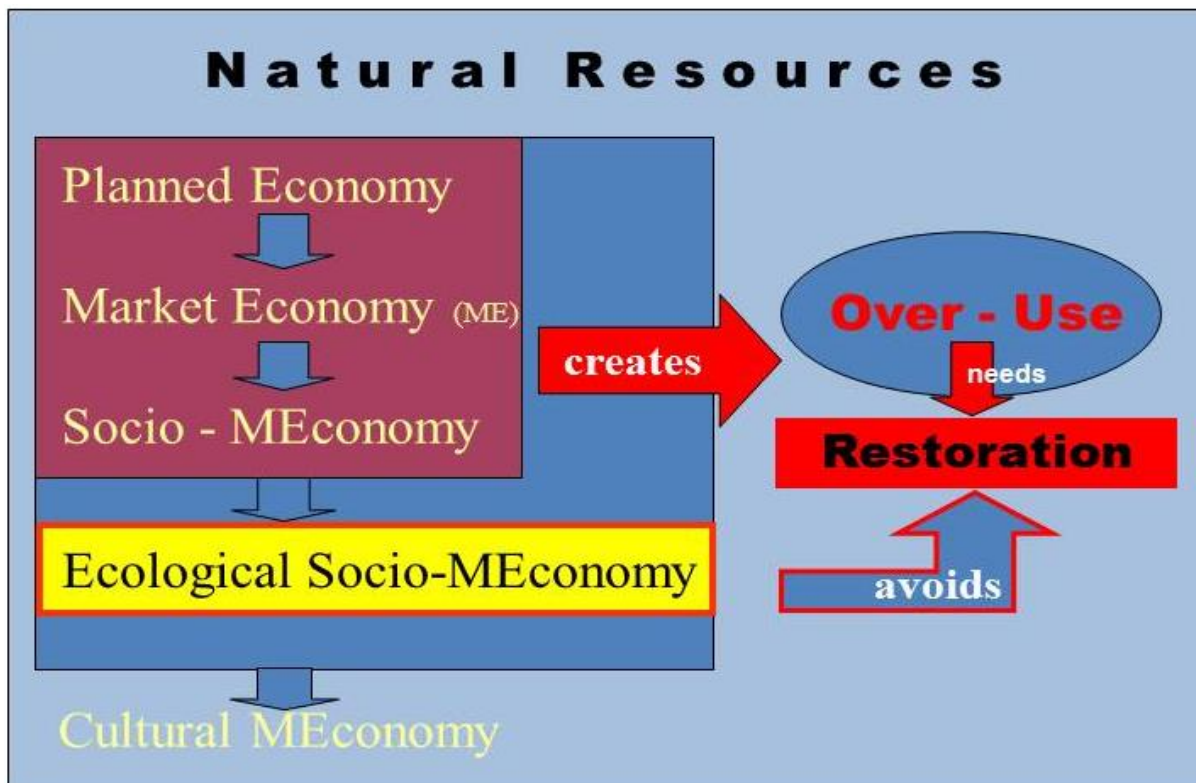 Natural Resources
Planned Economy
Market Economy (ME)
Socio - MEconomy
Ecological Socio-MEconomy
Cultural MEconomy
creates
Over - Use
needs
Restoration
avoids